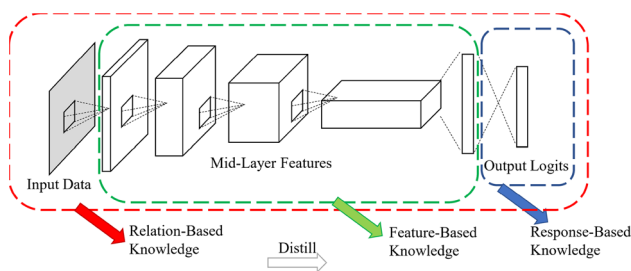 Mid-Layer Features
Input Data
Output Logits
Relation-Based
Knowledge
Distill
Feature-Based
Knowledge
Response-Based
Knowledge